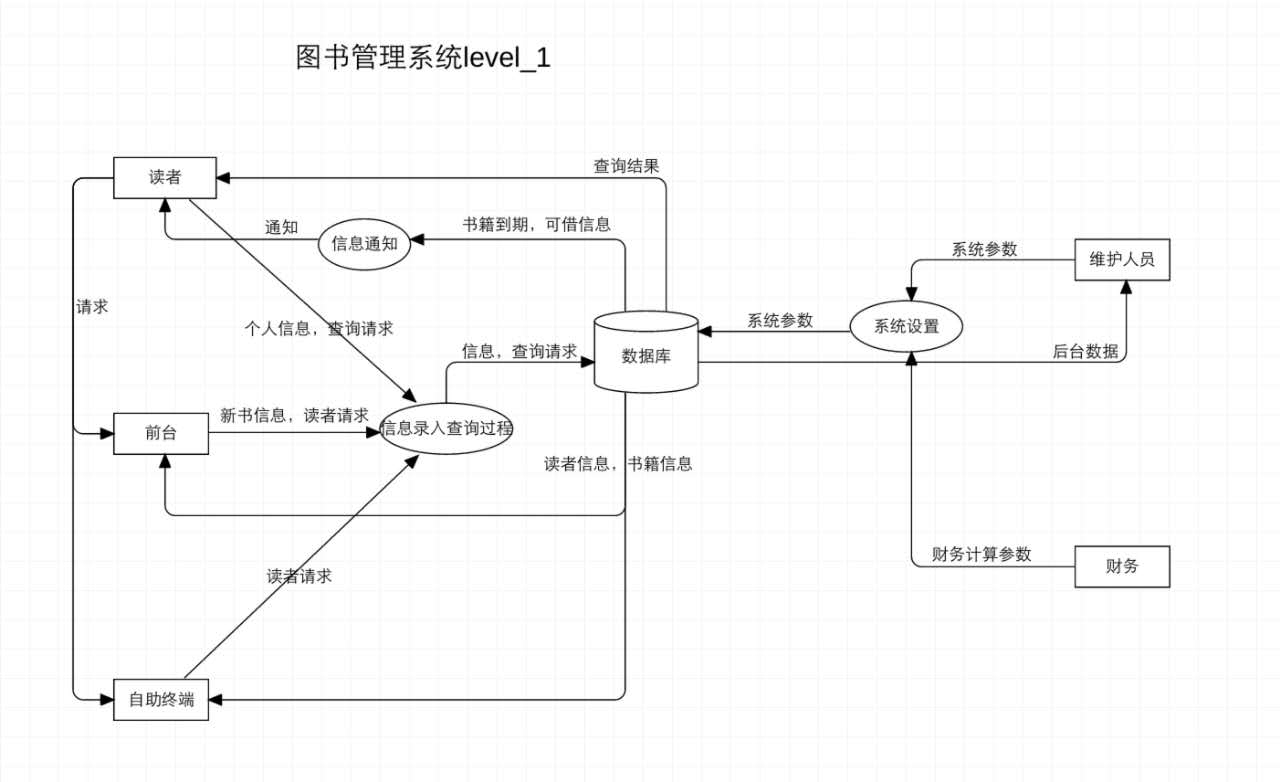 图书管理系统level_1
读者
查询结果
通知
信息通知
书籍到期，可借信息
系统参数
维护人员
请求
个人信息，查询请求
信息，查询请求
数据库
系统参数
系统设置
后台数据
前台
新书信息，读者请求
信息录入查询过程
读者信息，书籍信息
财务计算参数
财务
读者请求
自助终端